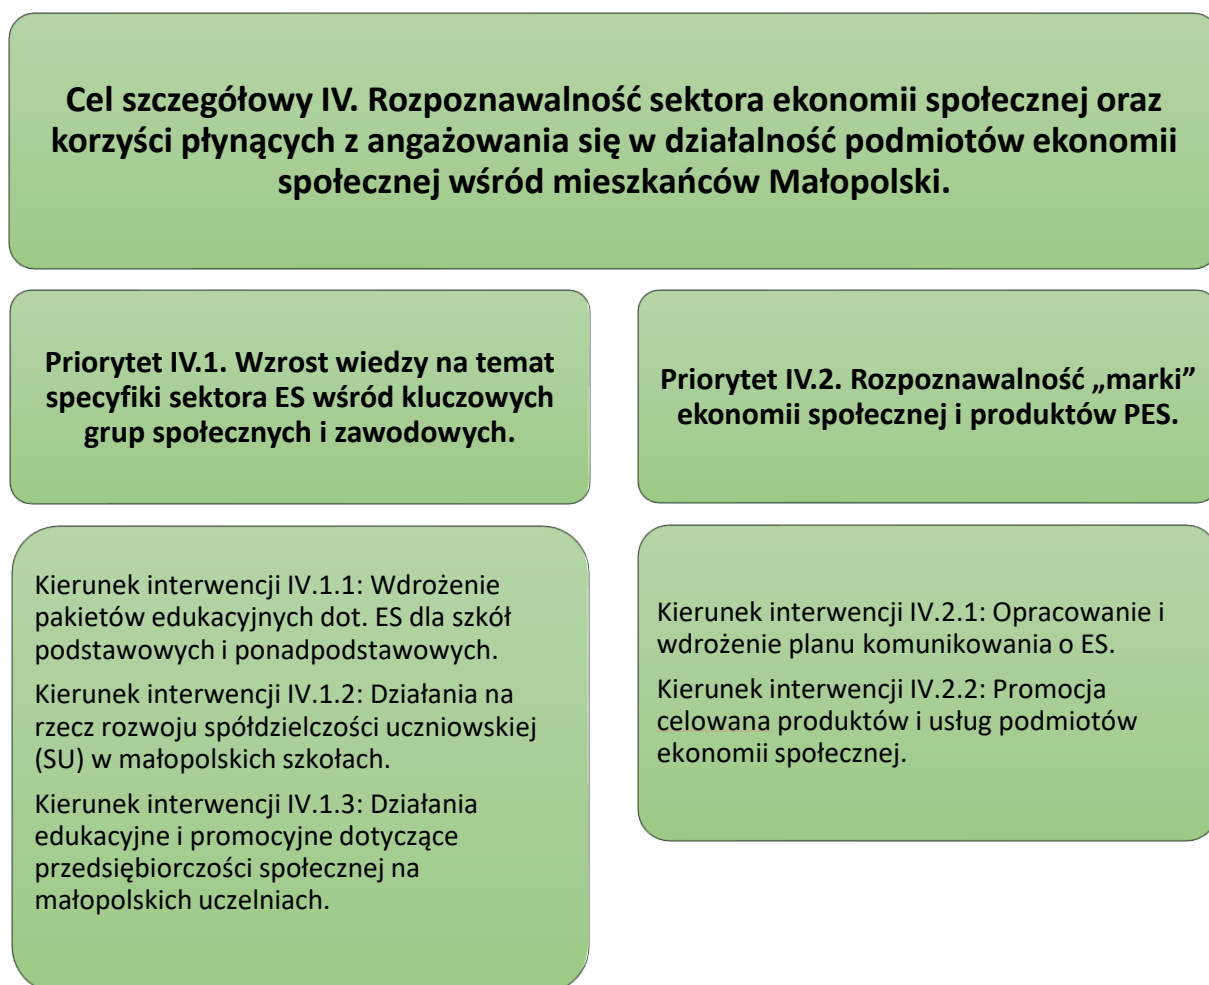 Cel szczegółowy IV. Rozpoznawalność sektora ekonomii społecznej oraz
korzyści płynących z angażowania się w działalność podmiotów ekonomii
społecznej wśród mieszkańców Małopolski.
Priorytet IV.1. Wzrost wiedzy na temat
specyfiki sektora ES wśród kluczowych
grup społecznych i zawodowych.
Priorytet IV.2. Rozpoznawalność „marki”
ekonomii społecznej i produktów PES.
Kierunek interwencji IV.1.1: Wdrożenie
pakietów edukacyjnych dot. ES dla szkół
podstawowych i ponadpodstawowych.
Kierunek interwencji IV.1.2: Działania na
rzecz rozwoju spółdzielczości uczniowskiej
(SU) w małopolskich szkołach.
Kierunek interwencji IV.1.3: Działania
edukacyjne i promocyjne dotyczące
przedsiębiorczości społecznej na
małopolskich uczelniach.
Kierunek interwencji IV.2.1: Opracowanie i
wdrożenie planu komunikowania o ES.
Kierunek interwencji IV.2.2: Promocja
celowana produktów i usług podmiotów
ekonomii społecznej.